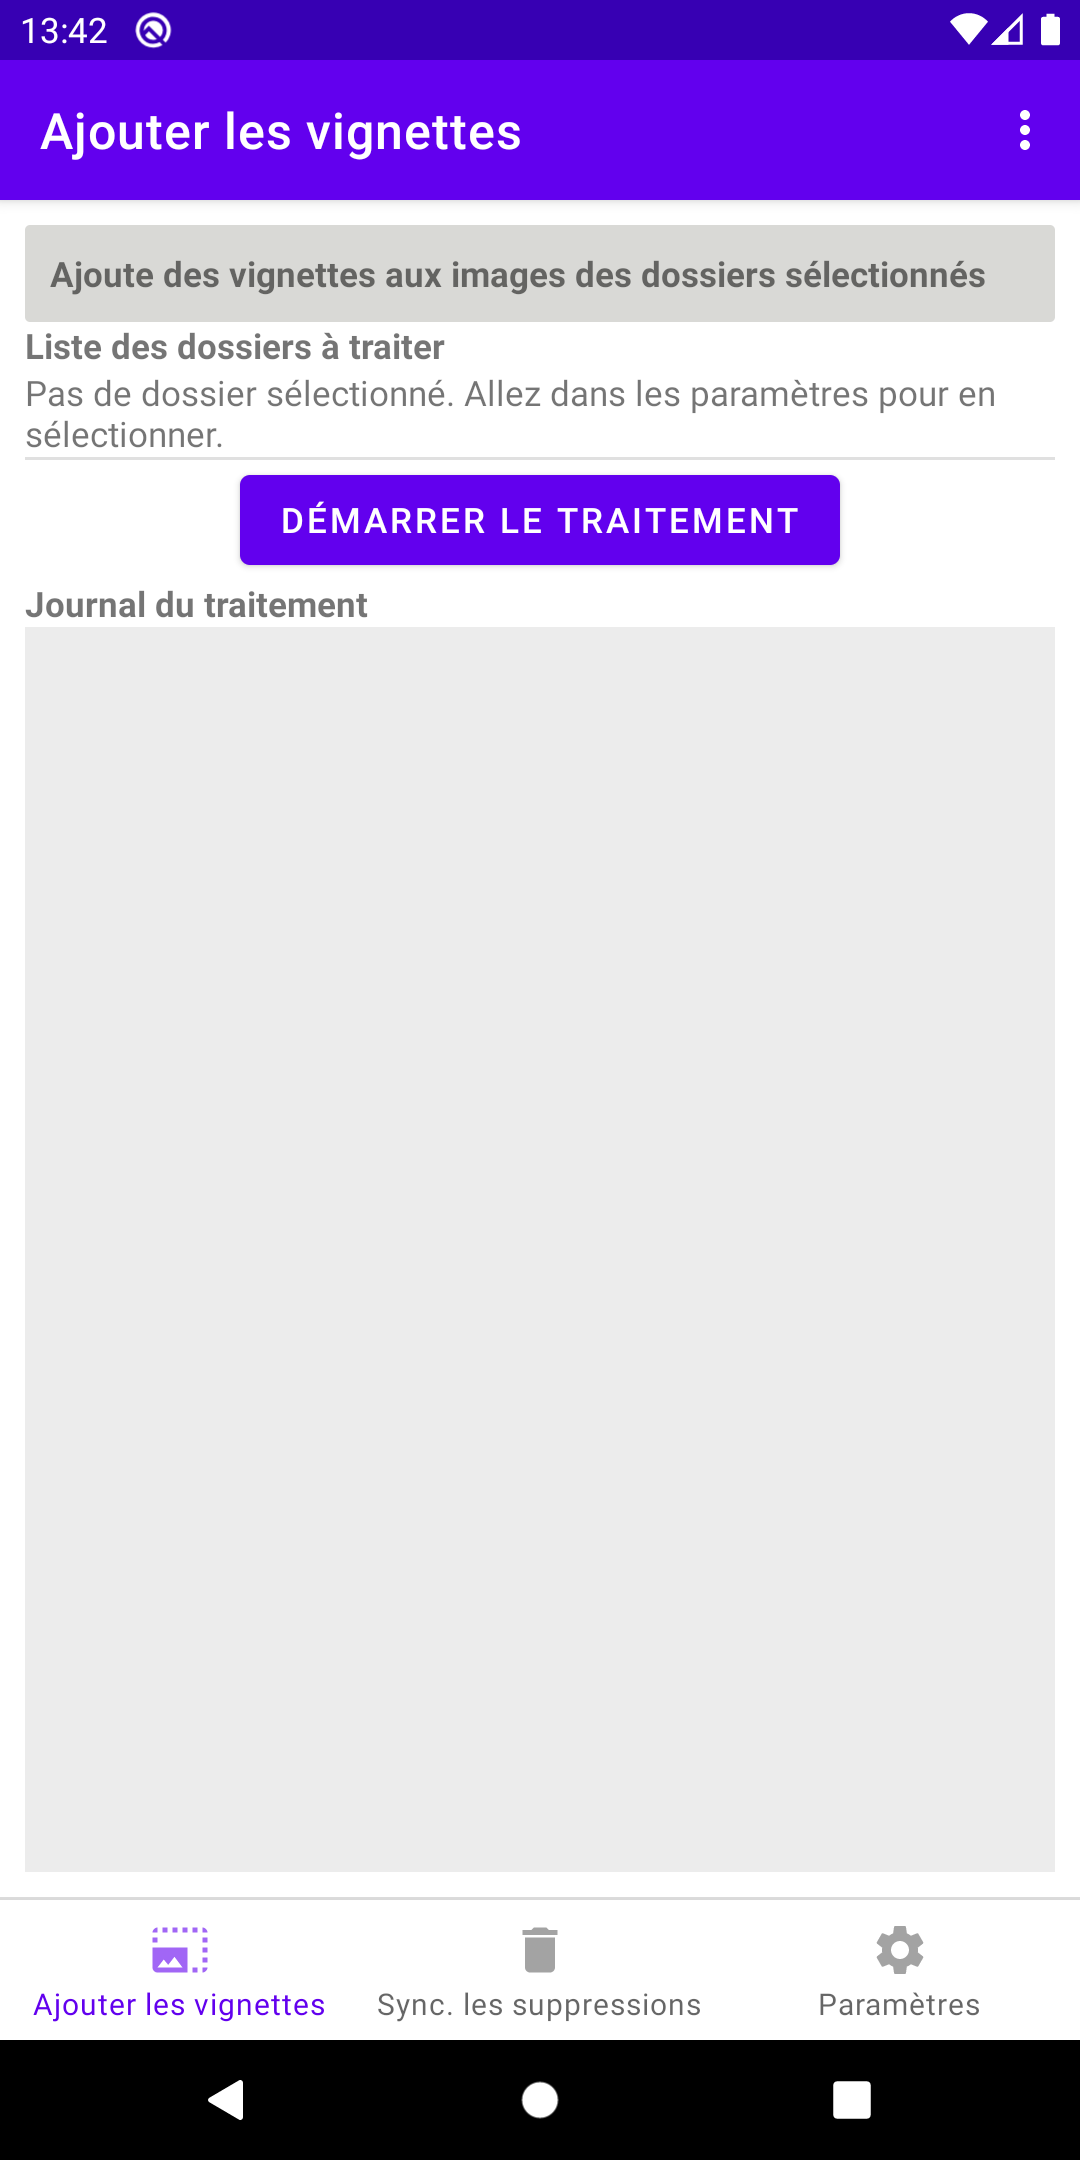 13:42
Ajouter les vignettes
Ajoute des vignettes aux images des dossiers sélectionnés
Liste des dossiers à traiter
Pas de dossier sélectionné. Allez dans les paramètres pour en
sélectionner.
DÉMARRER LE TRAITEMENT
Journal du traitement
Ajouter les vignettes
Sync. les suppressions
Paramètres